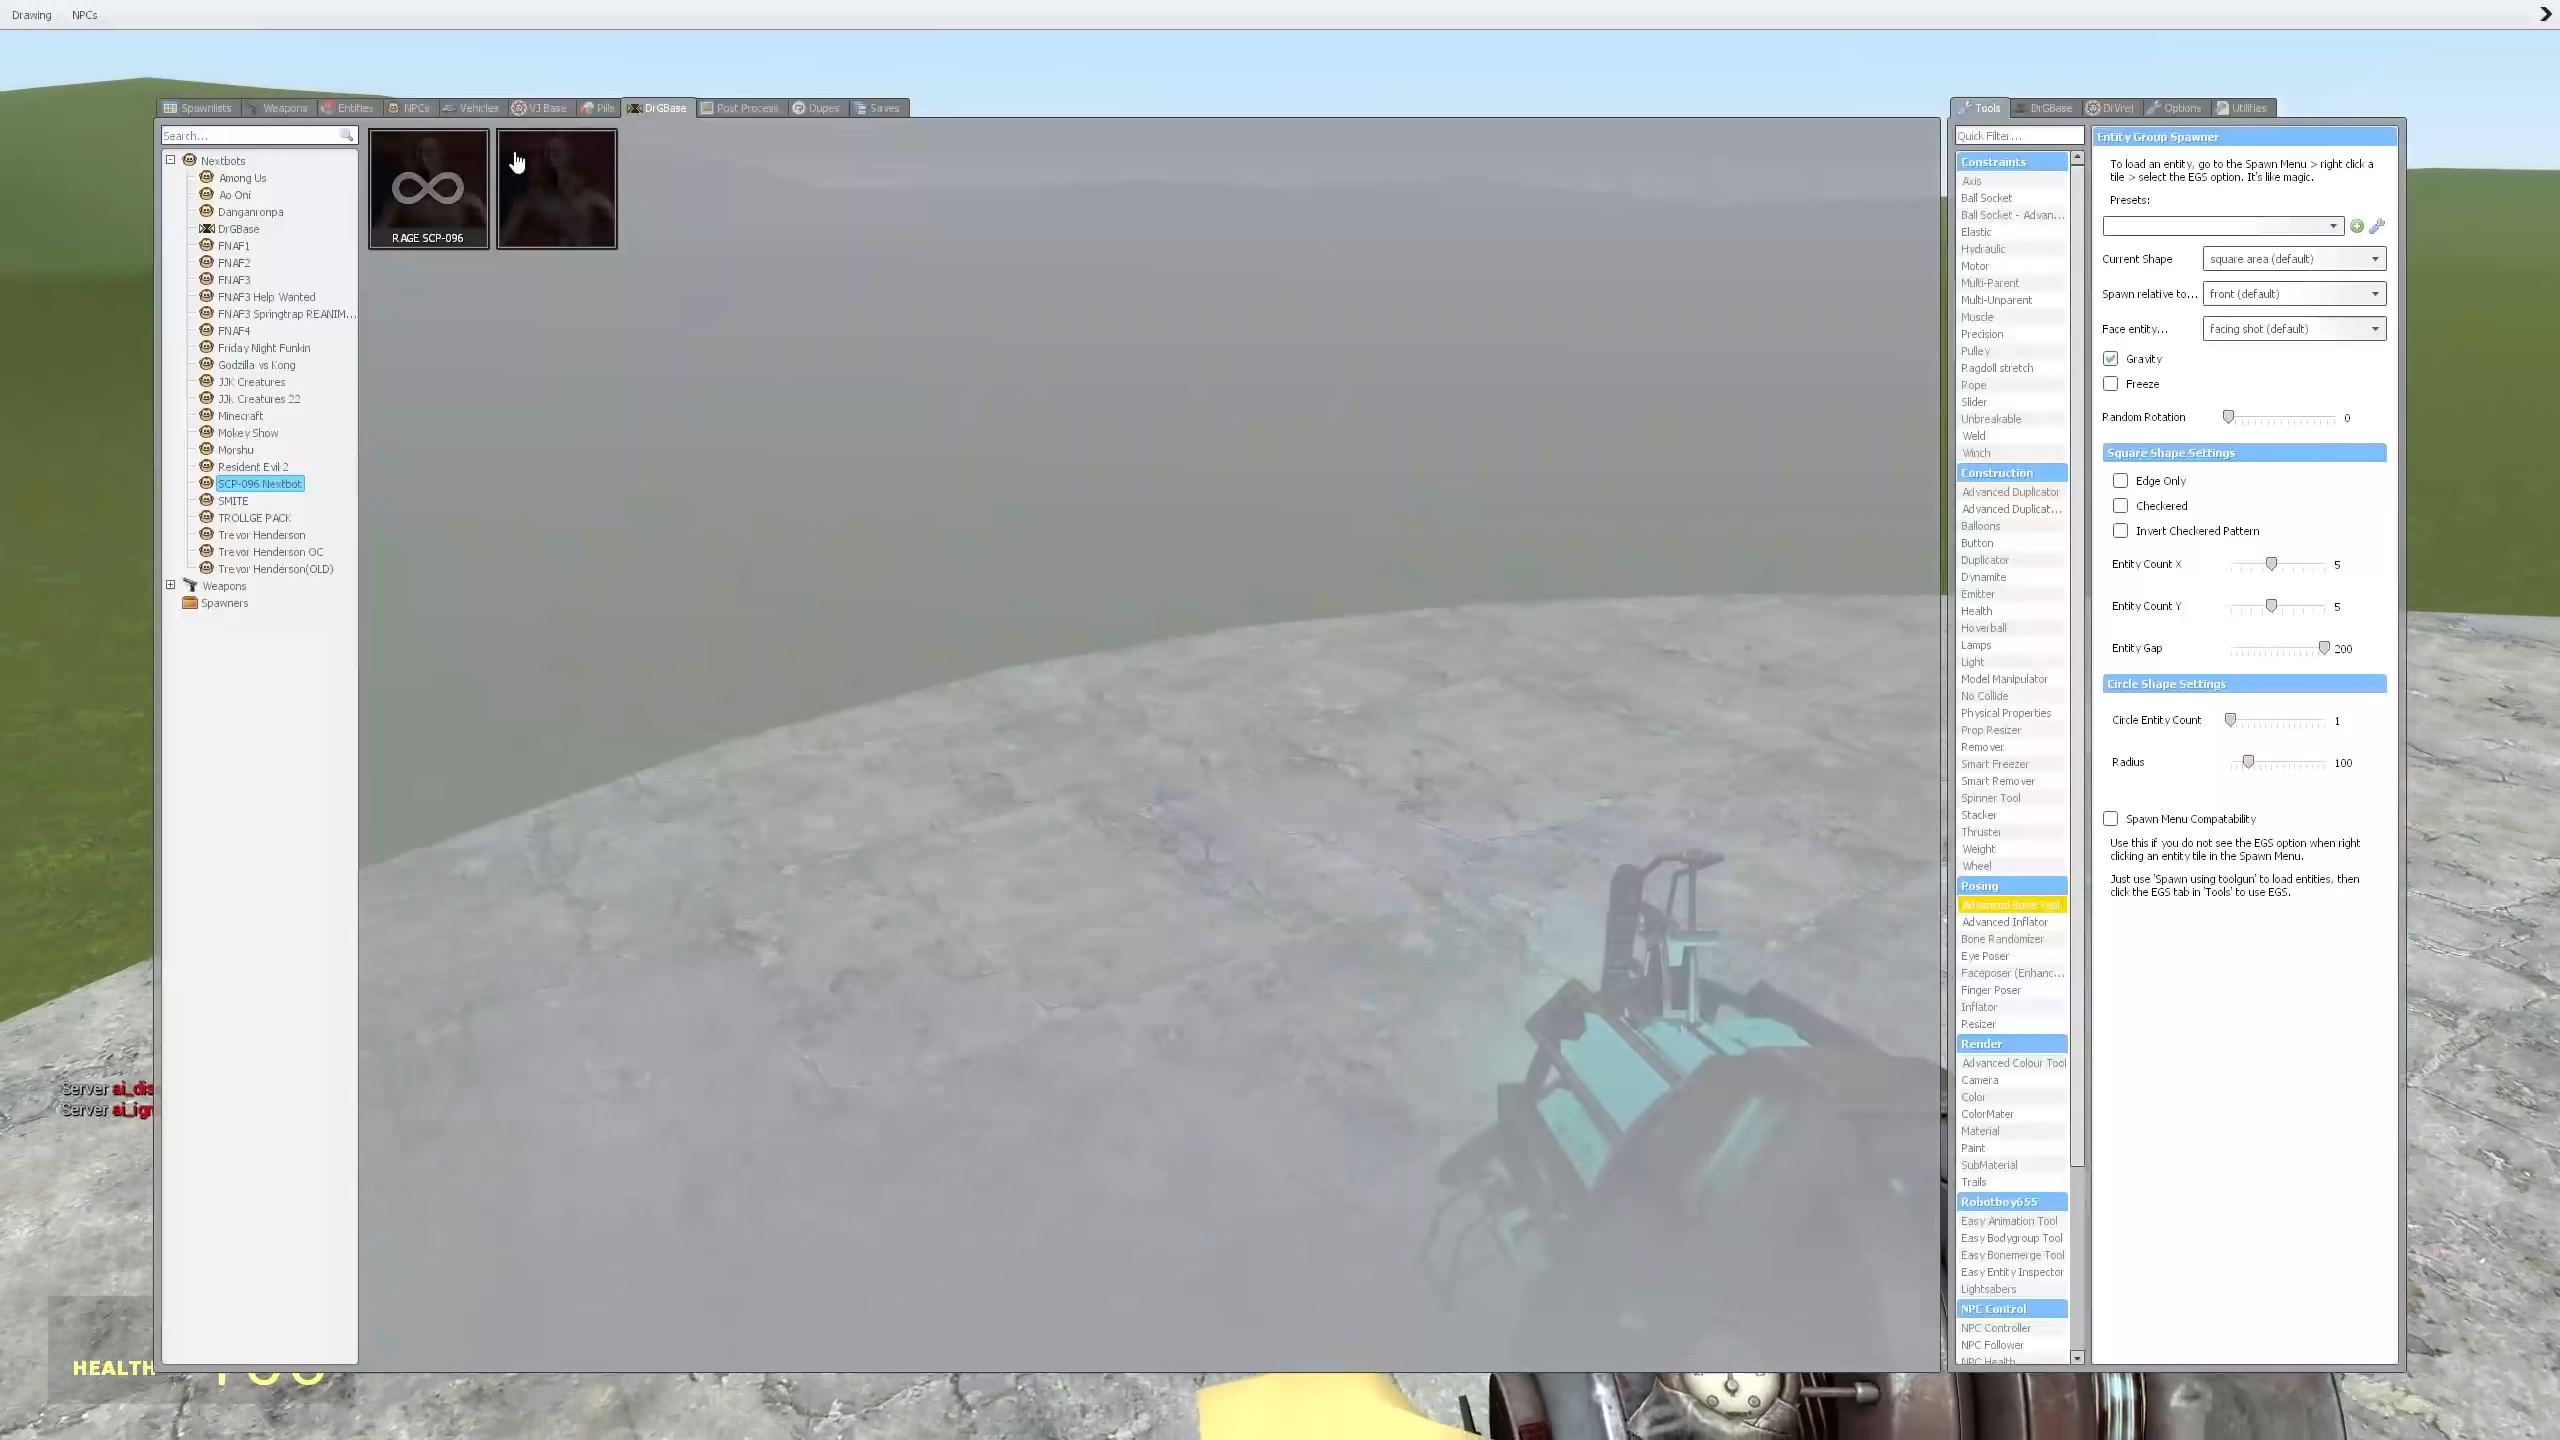 Drawing NPCs
Spawnlists Weapons Entities NPCs Vehicles VJ Base Pills DrGBase Post Process Dupes Saves
Search...
Nextbots
Among Us
Ao Oni
Danganronpa
DrGBase
FNAF1
FNAF2
FNAF3
FNAF3 Help Wanted
FNAF3 Springtrap REANIM...
FNAF4
Friday Night Funkin
Godzilla vs Kong
JJK Creatures
JJK Creatures 22
Minecraft
Mokey Show
Morshu
Resident Evil 2
SCP-096 Nextbot
SMITE
TROLLGE PACK
Trevor Henderson
Trevor Henderson OC
Trevor Henderson(OLD)
Weapons
Spawners
RAGE SCP-096
Server ai_dis
Server ai_ign
HEALTH 100
Tools DrGBase DrVrej Options Utilities
Quick Filter...
Constraints
Axis
Ball Socket
Ball Socket - Advan...
Elastic
Hydraulic
Motor
Multi-Parent
Multi-Unparent
Muscle
Precision
Pulley
Ragdoll stretch
Rope
Slider
Unbreakable
Weld
Winch
Construction
Advanced Duplicator
Advanced Duplicat...
Balloons
Button
Duplicator
Dynamite
Emitter
Health
Hoverball
Lamps
Light
Model Manipulator
No Collide
Physical Properties
Prop Resizer
Remover
Smart Freezer
Smart Remover
Spinner Tool
Stacker
Thruster
Weight
Wheel
Posing
Advanced Bone Tool
Advanced Inflator
Bone Randomizer
Eye Poser
Faceposer (Enhanc...
Finger Poser
Inflator
Resizer
Render
Advanced Colour Tool
Camera
Color
ColorMater
Material
Paint
SubMaterial
Trails
Robotboy655
Easy Animation Tool
Easy Bodygroup Tool
Easy Bonemerge Tool
Easy Entity Inspector
Lightsabers
NPC Control
NPC Controller
NPC Follower
NPC Health
Entity Group Spawner
To load an entity, go to the Spawn Menu > right click a
tile > select the EGS option. It's like magic.
Presets:
Current Shape square area (default)
Spawn relative to... front (default)
Face entity... facing shot (default)
Gravity
Freeze
Random Rotation 0
Square Shape Settings
Edge Only
Checkered
Invert Checkered Pattern
Entity Count X 5
Entity Count Y 5
Entity Gap 200
Circle Shape Settings
Circle Entity Count 1
Radius 100
Spawn Menu Compatability
Use this if you do not see the EGS option when right
clicking an entity tile in the Spawn Menu.
Just use 'Spawn using toolgun' to load entities, then
click the EGS tab in 'Tools' to use EGS.